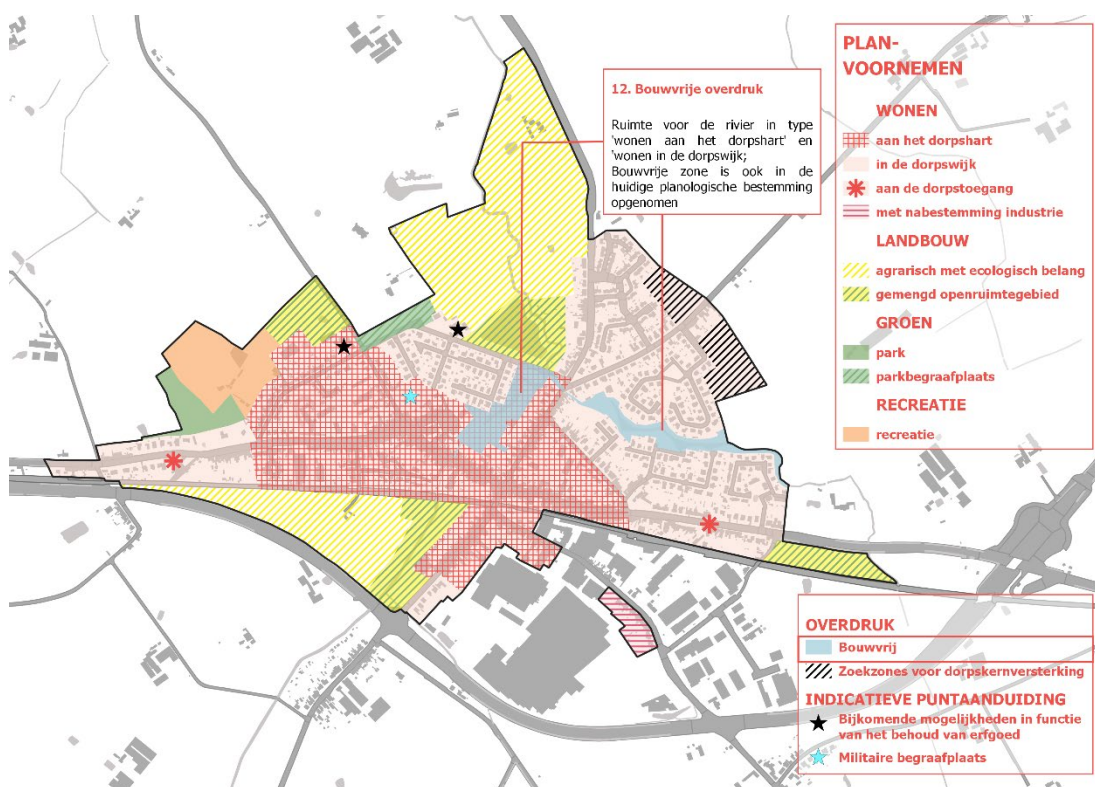 12. Bouwvrije overdruk
Ruimte voor de rivier in type
'wonen aan het dorpshart' en
'wonen in de dorpswijk;
Bouwvrije zone is ook in de
huidige planologische bestemming
opgenomen
PLAN-
VOORNEMEN
WONEN
aan het dorpshart
in de dorpswijk
aan de dorpstoegang
met nabestemming industrie
LANDBOUW
agrarisch met ecologisch belang
gemengd openruimtegebied
GROEN
park
parkbegraafplaats
RECREATIE
recreatie
OVERDRUK
Bouwvrij
Zoekzones voor dorpskernversterking
INDICATIEVE PUNTAANDUIDING
Bijkomende mogelijkheden in functie
van het behoud van erfgoed
Militaire begraafplaats